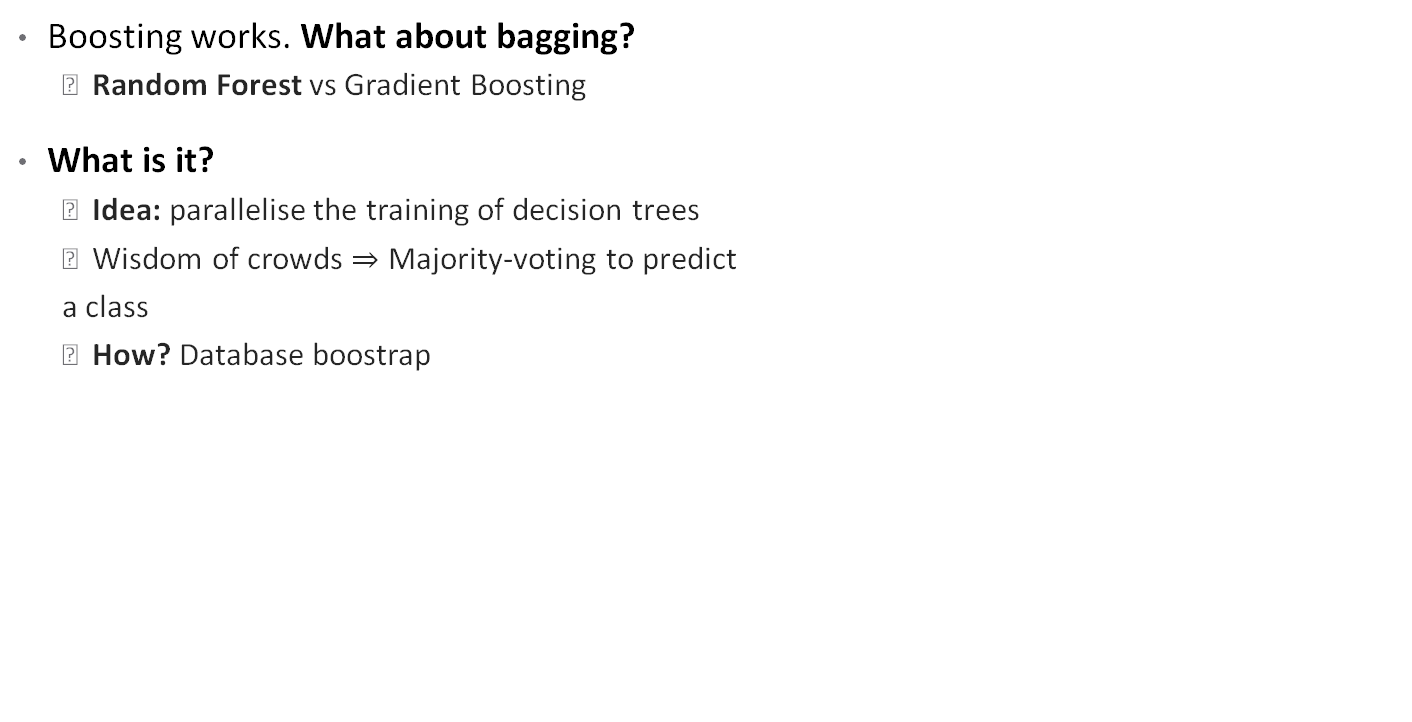 • Boosting works. What about bagging?
⍰ Random Forest vs Gradient Boosting
• What is it?
⍰ Idea: parallelise the training of decision trees
⍰ Wisdom of crowds ⇒ Majority-voting to predict
a class
⍰ How? Database boostrap